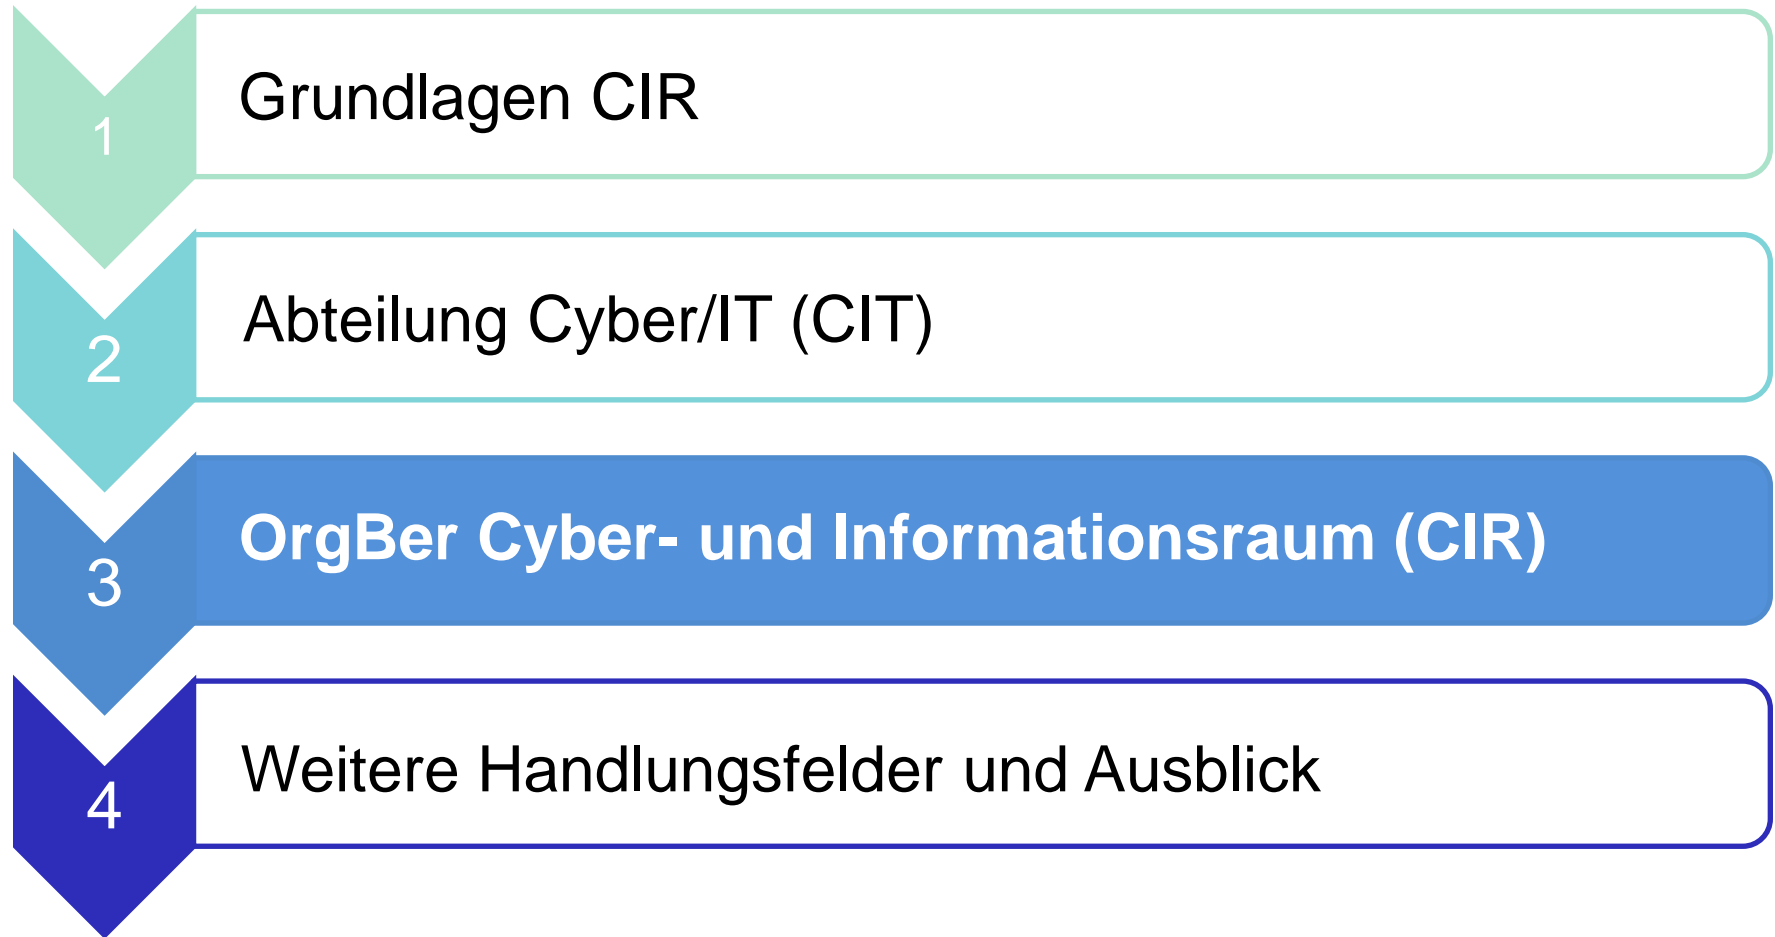 1
Grundlagen CIR
2
Abteilung Cyber/IT (CIT)
3
OrgBer Cyber- und Informationsraum (CIR)
4
Weitere Handlungsfelder und Ausblick